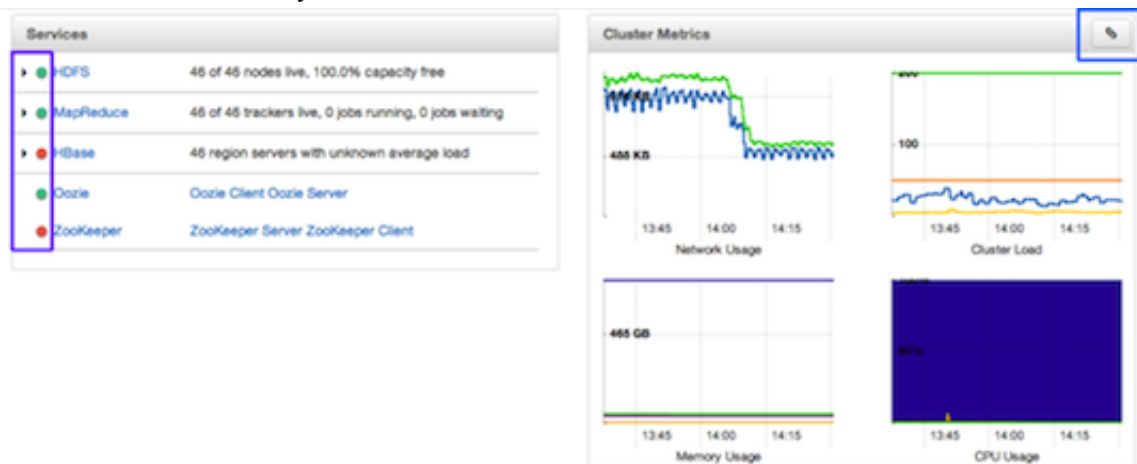 Services
HDFS 46 of 46 nodes live, 100.0% capacity free
MapReduce 46 of 46 trackers live, 0 jobs running, 0 jobs waiting
HBase 46 region servers with unknown average load
Oozie Oozie Client Oozie Server
ZooKeeper ZooKeeper Server ZooKeeper Client
Cluster Metrics
488 KB
13:45 14:00 14:15
Network Usage
200
100
13:45 14:00 14:15
Cluster Load
465 GB
13:45 14:00 14:15
Memory Usage
100%
50%
13:45 14:00 14:15
CPU Usage